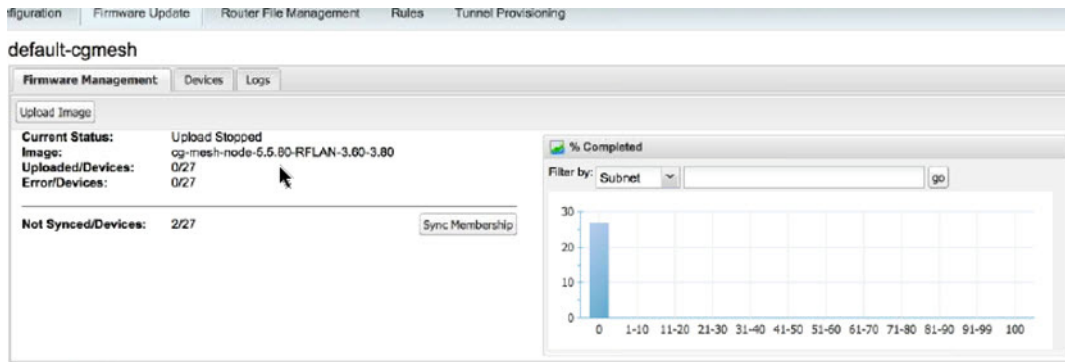 figuration Firmware Update Router File Management Rules Tunnel Provisioning
default-cgmesh
Firmware Management Devices Logs
Upload Image
Current Status: Upload Stopped
Image: cg-mesh-node-5.5.80-RFLAN-3.60-3.80
Uploaded/Devices: 0/27
Error/Devices: 0/27
Not Synced/Devices: 2/27 Sync Membership
% Completed
Filter by: Subnet go
30
20
10
0
0 1-10 11-20 21-30 31-40 41-50 51-60 61-70 71-80 81-90 91-99 100